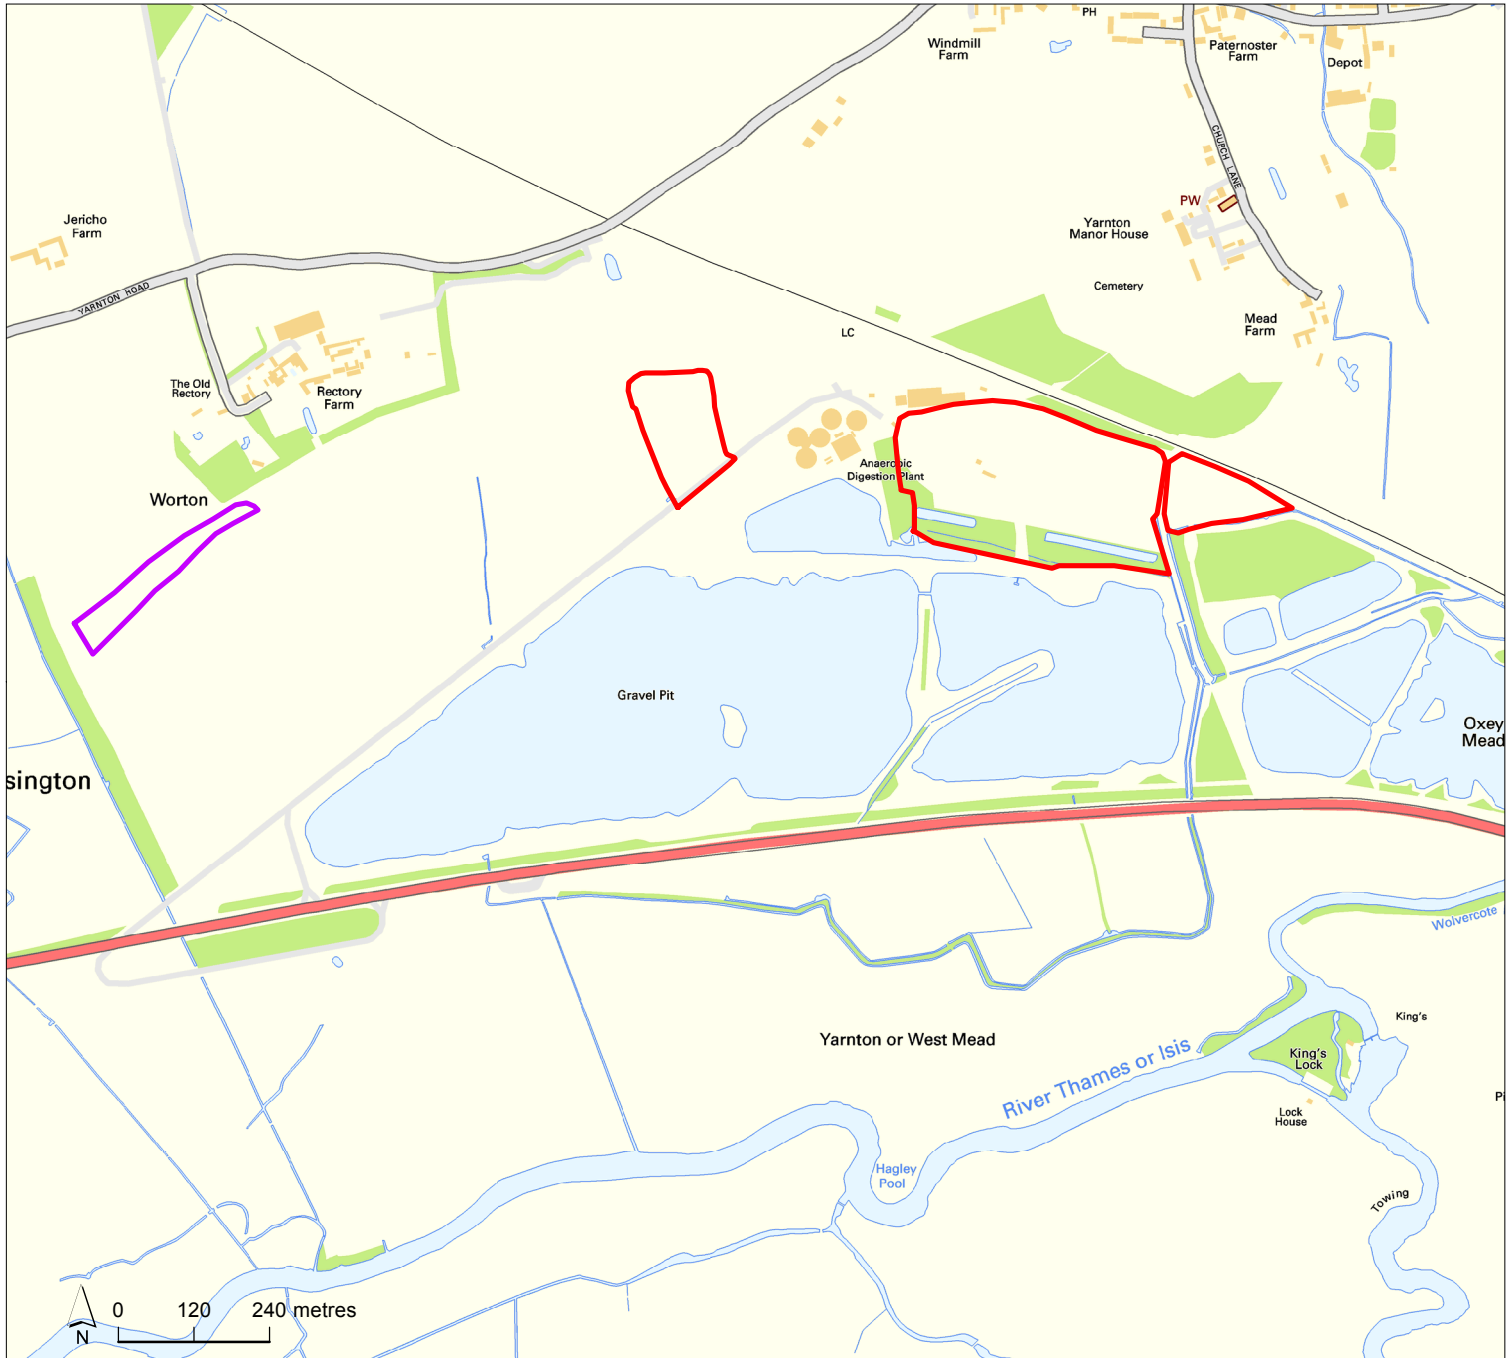 PH
Windmill
Farm
Paternoster
Farm
Depot
CHURCH LANE
PW
Jericho
Farm
Yarnton
Manor House
Cemetery
YARNTON ROAD
Mead
Farm
LC
The Old
Rectory
Rectory
Farm
Anaerobic
Digestion Plant
Worton
Gravel Pit
Oxey
Mead
sington
Wolvercote
King's
Yarnton or West Mead
River Thames or Isis
King's
Lock
Pi
Lock
House
Hagley
Pool
Towing
0 120 240 metres
N